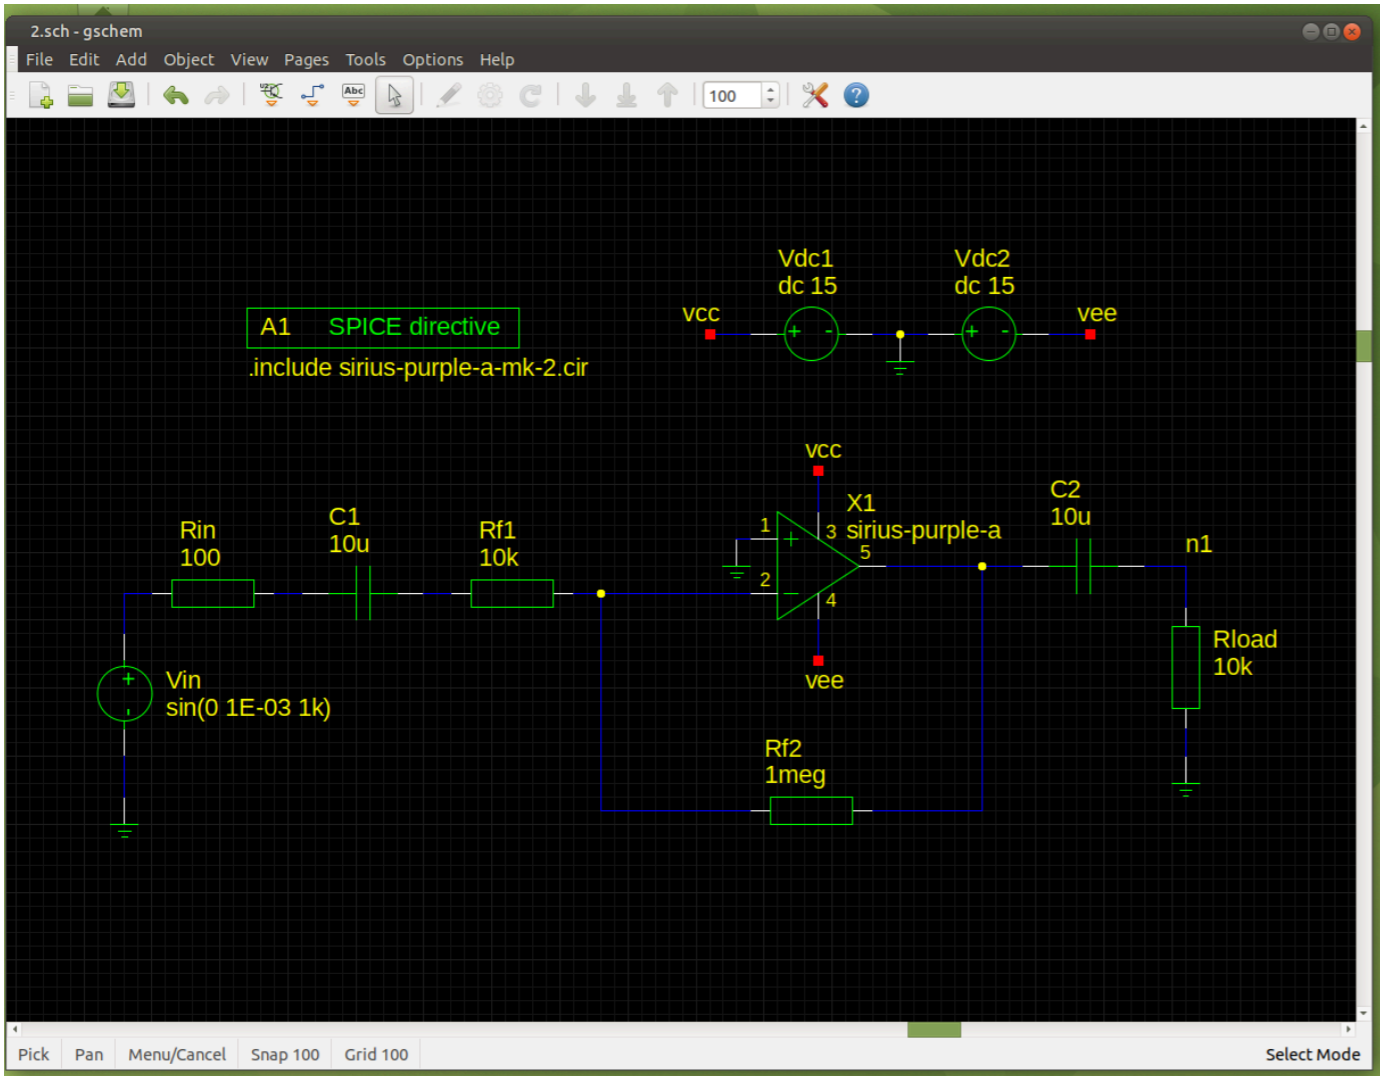 2.sch - gschem
File Edit Add Object View Pages Tools Options Help
Abc 100
Vdc1 Vdc2
dc 15 dc 15
vcc vee
+ - + -
A1 SPICE directive
.include sirius-purple-a-mk-2.cir
vcc
C2
10u
X1
sirius-purple-a
1 + 3 5
2 - 4
n1
Rin C1 Rf1
100 10u 10k
Rload
10k
vee
Vin
sin(0 1E-03 1k)
+
-
Rf2
1meg
Pick Pan Menu/Cancel Snap 100 Grid 100 Select Mode